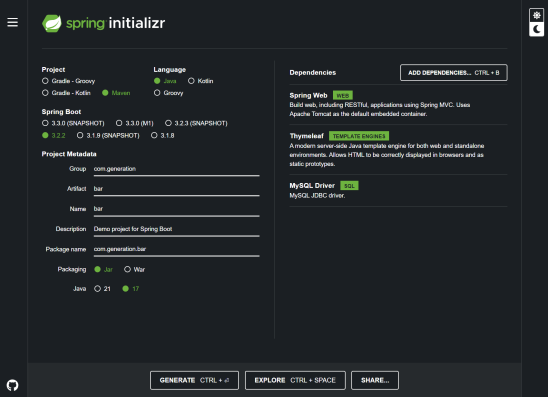 spring initializr
Project
Gradle - Groovy
Gradle - Kotlin Maven
Language
Java Kotlin
Groovy
Spring Boot
3.3.0 (SNAPSHOT) 3.3.0 (M1) 3.2.3 (SNAPSHOT)
3.2.2 3.1.9 (SNAPSHOT) 3.1.8
Project Metadata
Group com.generation
Artifact bar
Name bar
Description Demo project for Spring Boot
Package name com.generation.bar
Packaging Jar War
Java 21 17
Dependencies ADD DEPENDENCIES... CTRL + B
Spring Web WEB
Build web, including RESTful, applications using Spring MVC. Uses
Apache Tomcat as the default embedded container.
Thymeleaf TEMPLATE ENGINES
A modern server-side Java template engine for both web and standalone
environments. Allows HTML to be correctly displayed in browsers and as
static prototypes.
MySQL Driver SQL
MySQL JDBC driver.
GENERATE CTRL + ⏎ EXPLORE CTRL + SPACE SHARE...